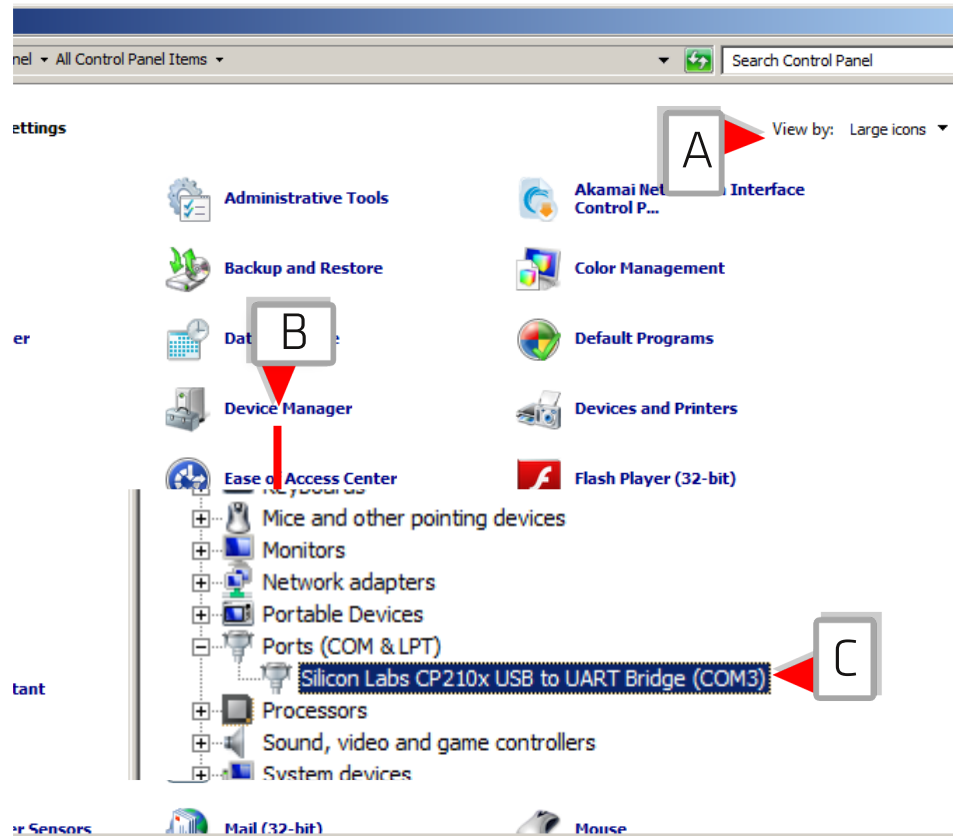 nel ▾ All Control Panel Items ▾
Search Control Panel
ettings
View by: Large icons
A
Administrative Tools
Akamai Net Interface
Control P...
Backup and Restore
Color Management
B
er
Default Programs
Device Manager
Devices and Printers
Ease of Access Center
Flash Player (32-bit)
Keyboards
Mice and other pointing devices
Monitors
Network adapters
Portable Devices
Ports (COM & LPT)
Silicon Labs CP210x USB to UART Bridge (COM3)
C
tant
Processors
Sound, video and game controllers
System devices
er Sensors
Mail (32-bit)
Mouse